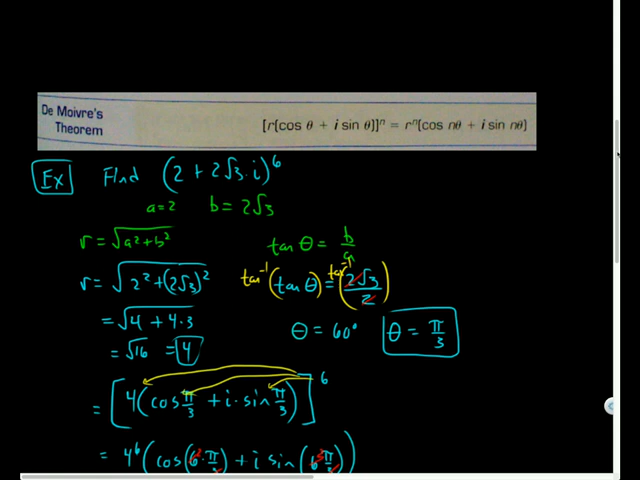 De Moivre's
Theorem
[r[cos θ + i sin θ]]ⁿ = rⁿ[cos nθ + i sin nθ]
Ex Find (2 + 2√3·i)⁶
a=2 b=2√3
r=√(a²+b²) tan θ = b/a
r=√(2²+(2√3)²) tan⁻¹(tan θ) = tan⁻¹(2√3/2)
=√(4+4·3) θ = 60° θ = π/3
=√16 = 4
= [4(cos π/3 + i·sin π/3)]⁶
= 4⁶(cos(6²·π/3) + i sin(6²·π/3))